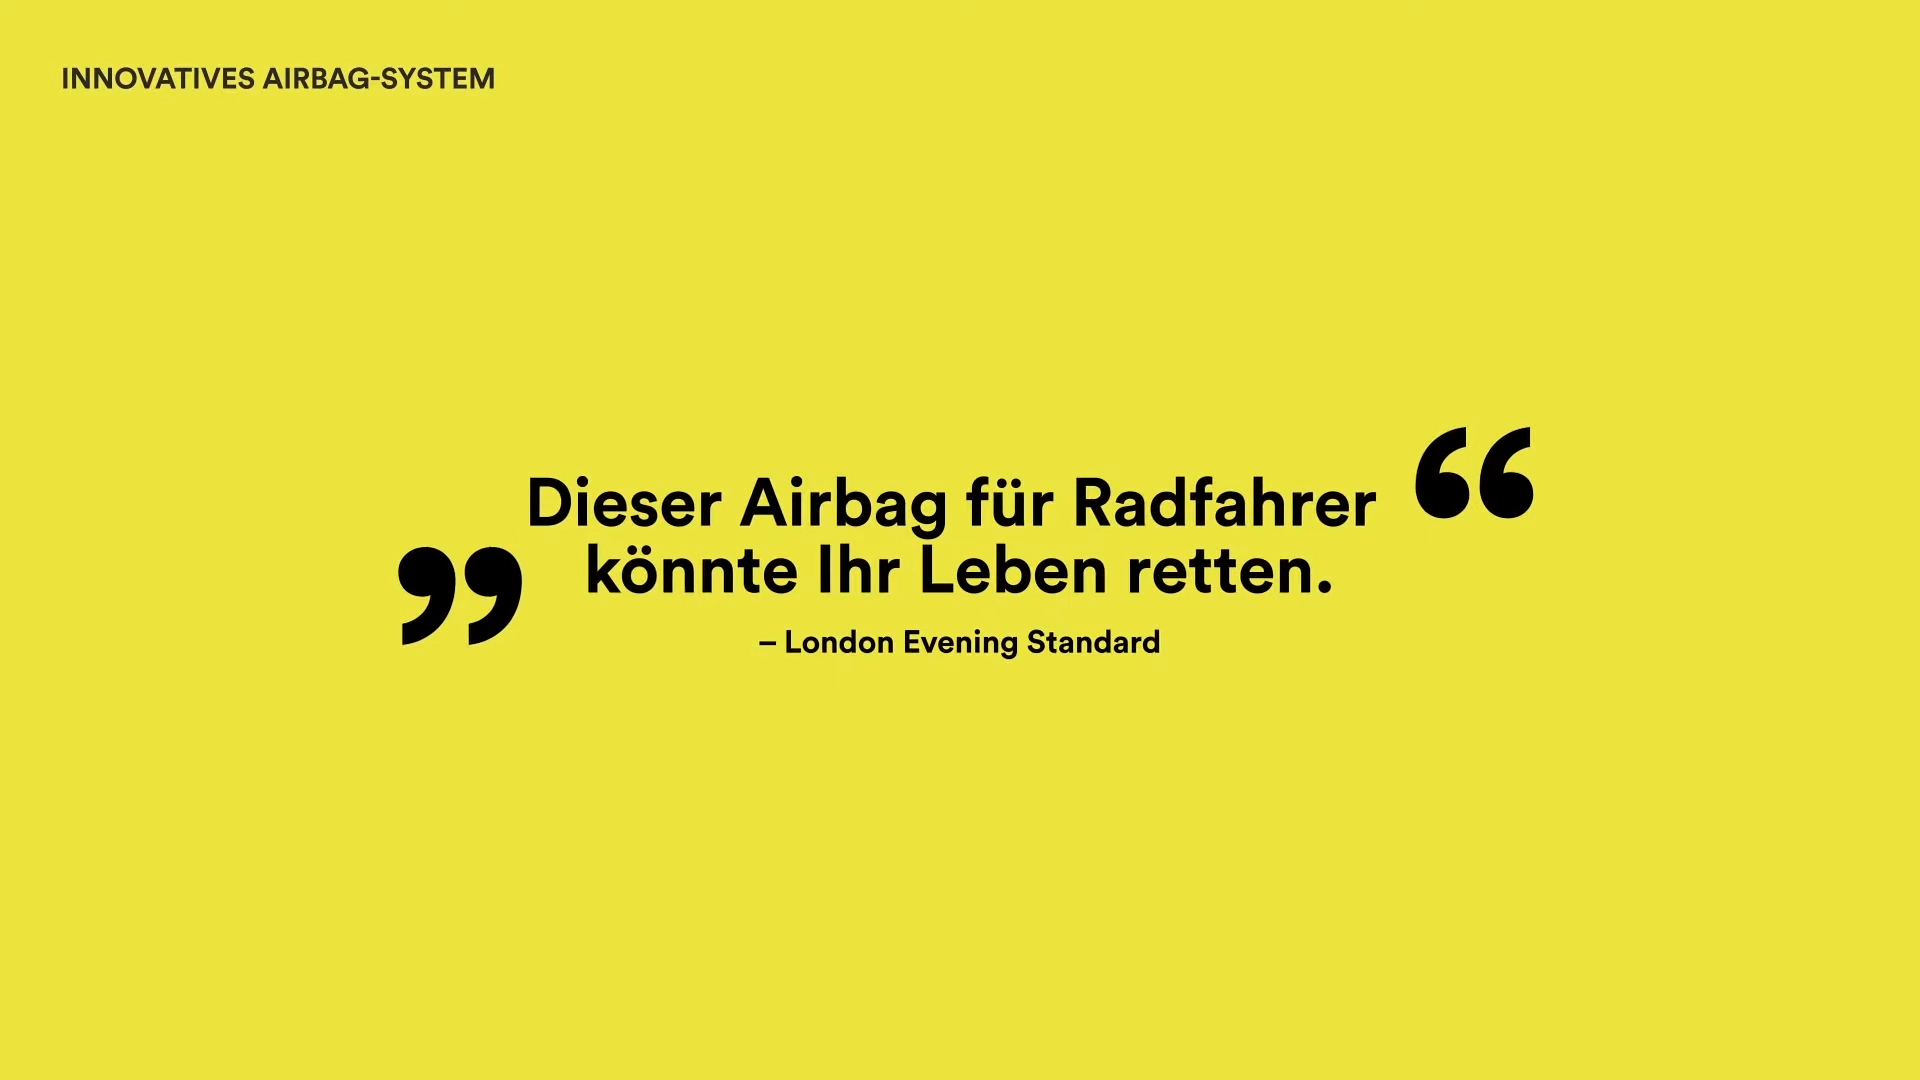 INNOVATIVES AIRBAG-SYSTEM
„Dieser Airbag für Radfahrer
könnte Ihr Leben retten.“
– London Evening Standard